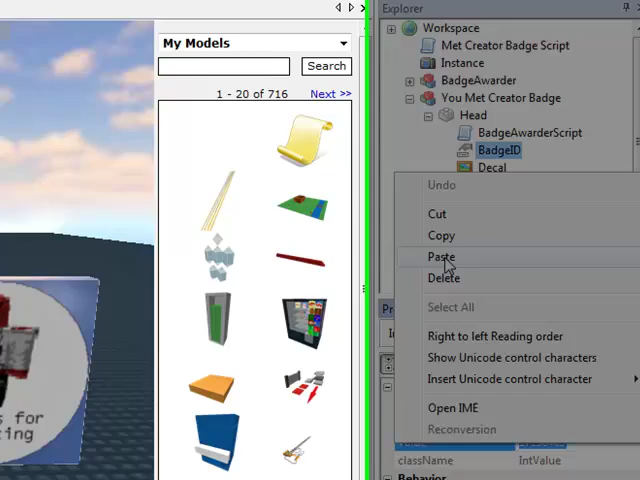 My Models
Search
1 - 20 of 716 Next >>
s for
ting
Explorer
Workspace
Met Creator Badge Script
Instance
BadgeAwarder
You Met Creator Badge
Head
BadgeAwarderScript
BadgeID
Decal
Undo
Cut
Copy
Paste
Delete
Select All
Right to left Reading order
Show Unicode control characters
Insert Unicode control character
Open IME
Reconversion
className IntValue
Behavior